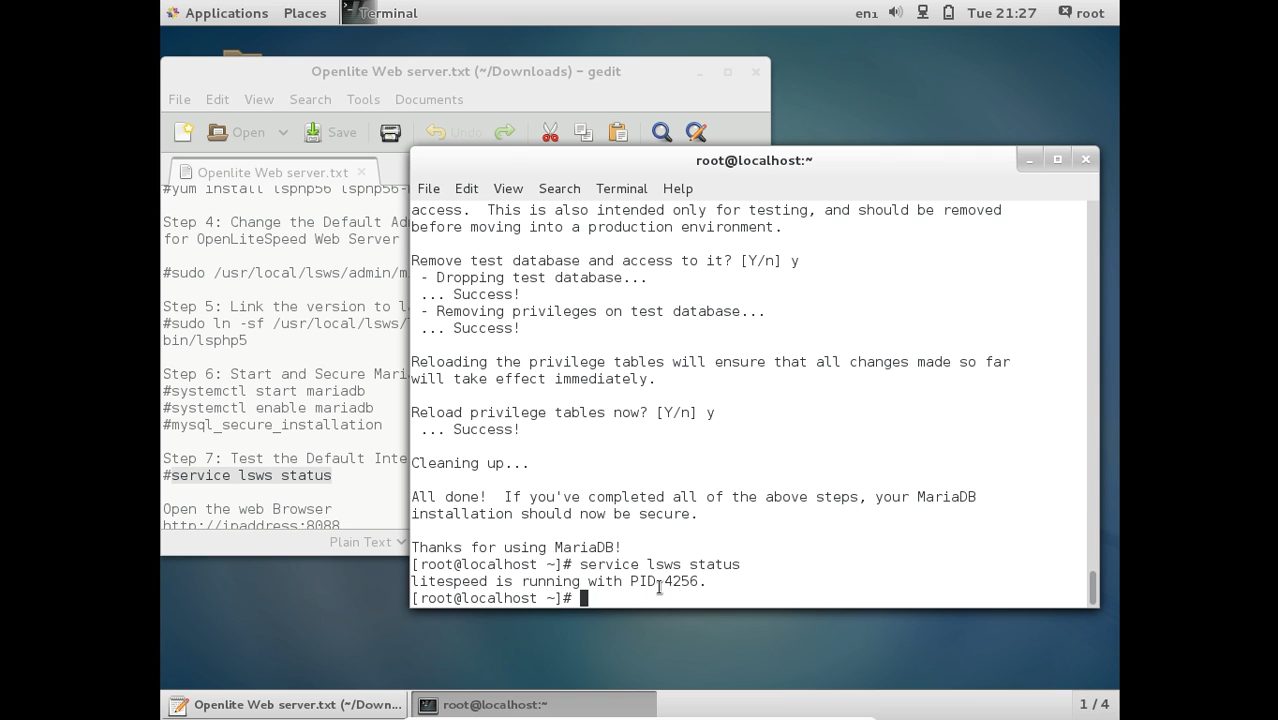 Applications Places Terminal en1 Tue 21:27 root
Openlite Web server.txt (~/Downloads) – gedit
File Edit View Search Tools Documents
Open Save Undo
Openlite Web server.txt
#yum install lsphp56 lsphp56-
Step 4: Change the Default Ad
for OpenLiteSpeed Web Server
#sudo /usr/local/lsws/admin/m
Step 5: Link the version to l
#sudo ln -sf /usr/local/lsws/
bin/lsphp5
Step 6: Start and Secure Mari
#systemctl start mariadb
#systemctl enable mariadb
#mysql_secure_installation
Step 7: Test the Default Inte
#service lsws status
Open the web Browser
http://ipaddress:8088
Plain Text
root@localhost:~
File Edit View Search Terminal Help
access.  This is also intended only for testing, and should be removed
before moving into a production environment.
Remove test database and access to it? [Y/n] y
- Dropping test database...
... Success!
- Removing privileges on test database...
... Success!
Reloading the privilege tables will ensure that all changes made so far
will take effect immediately.
Reload privilege tables now? [Y/n] y
... Success!
Cleaning up...
All done!  If you've completed all of the above steps, your MariaDB
installation should now be secure.
Thanks for using MariaDB!
[root@localhost ~]# service lsws status
litespeed is running with PID 4256.
[root@localhost ~]#
Openlite Web server.txt (~/Down... root@localhost:~ 1 / 4